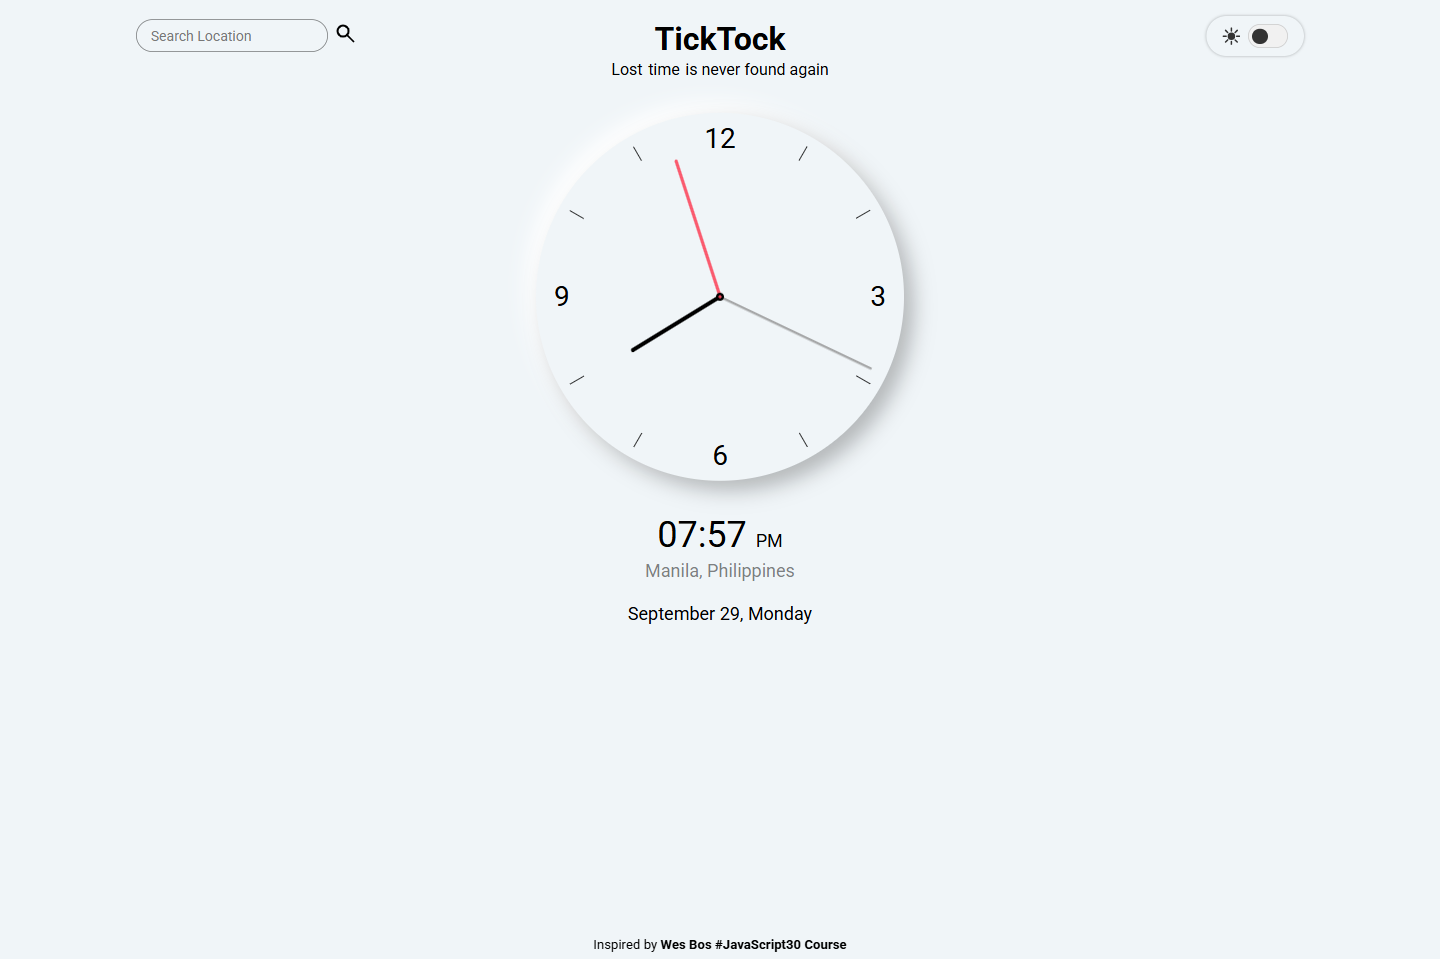 Search Location
TickTock
Lost time is never found again
12
9
3
6
07:57 PM
Manila, Philippines
September 29, Monday
Inspired by Wes Bos #JavaScript30 Course